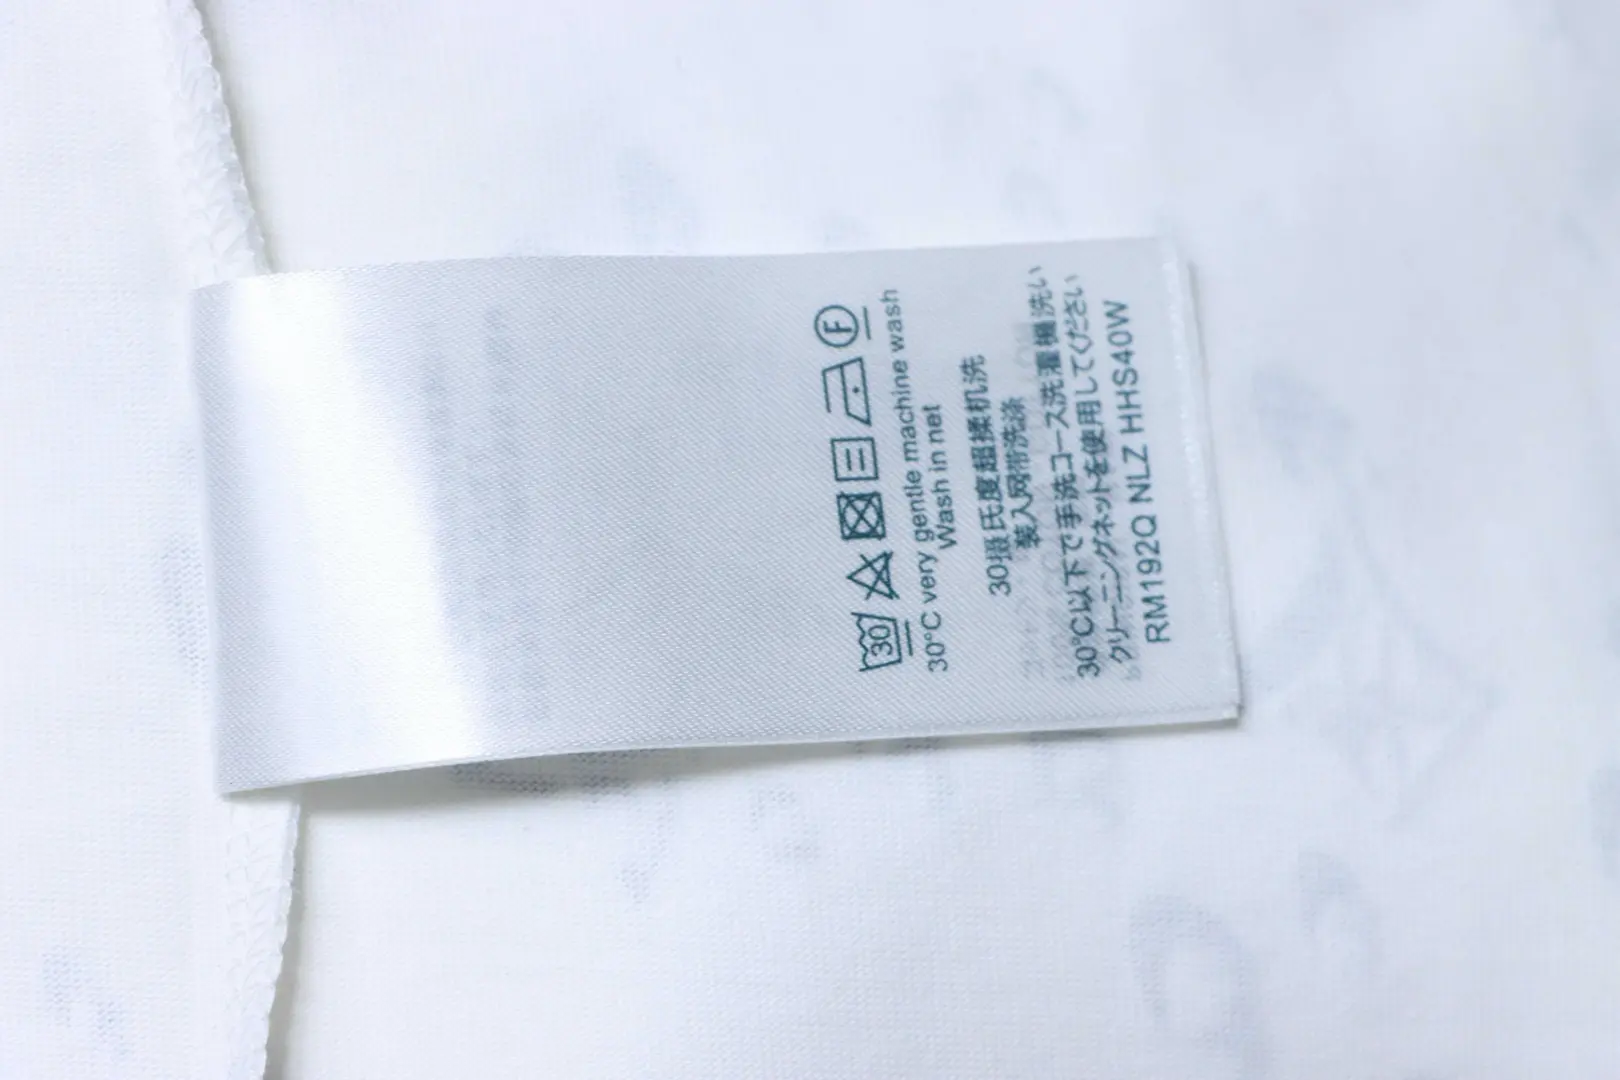 30 F
30°C very gentle machine wash
Wash in net
30摄氏度超揉机洗
装入网带洗涤
30°C以下で手洗コース洗濯機洗い
クリーニングネットを使用してください
RM192Q NLZ HHS40W